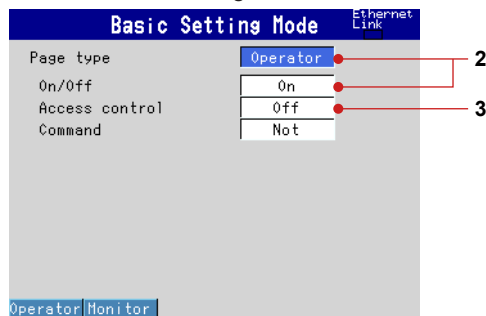 Basic Setting Mode
Ethernet
Link
Page type Operator
2
On/Off On
Access control Off
3
Command Not
Operator Monitor